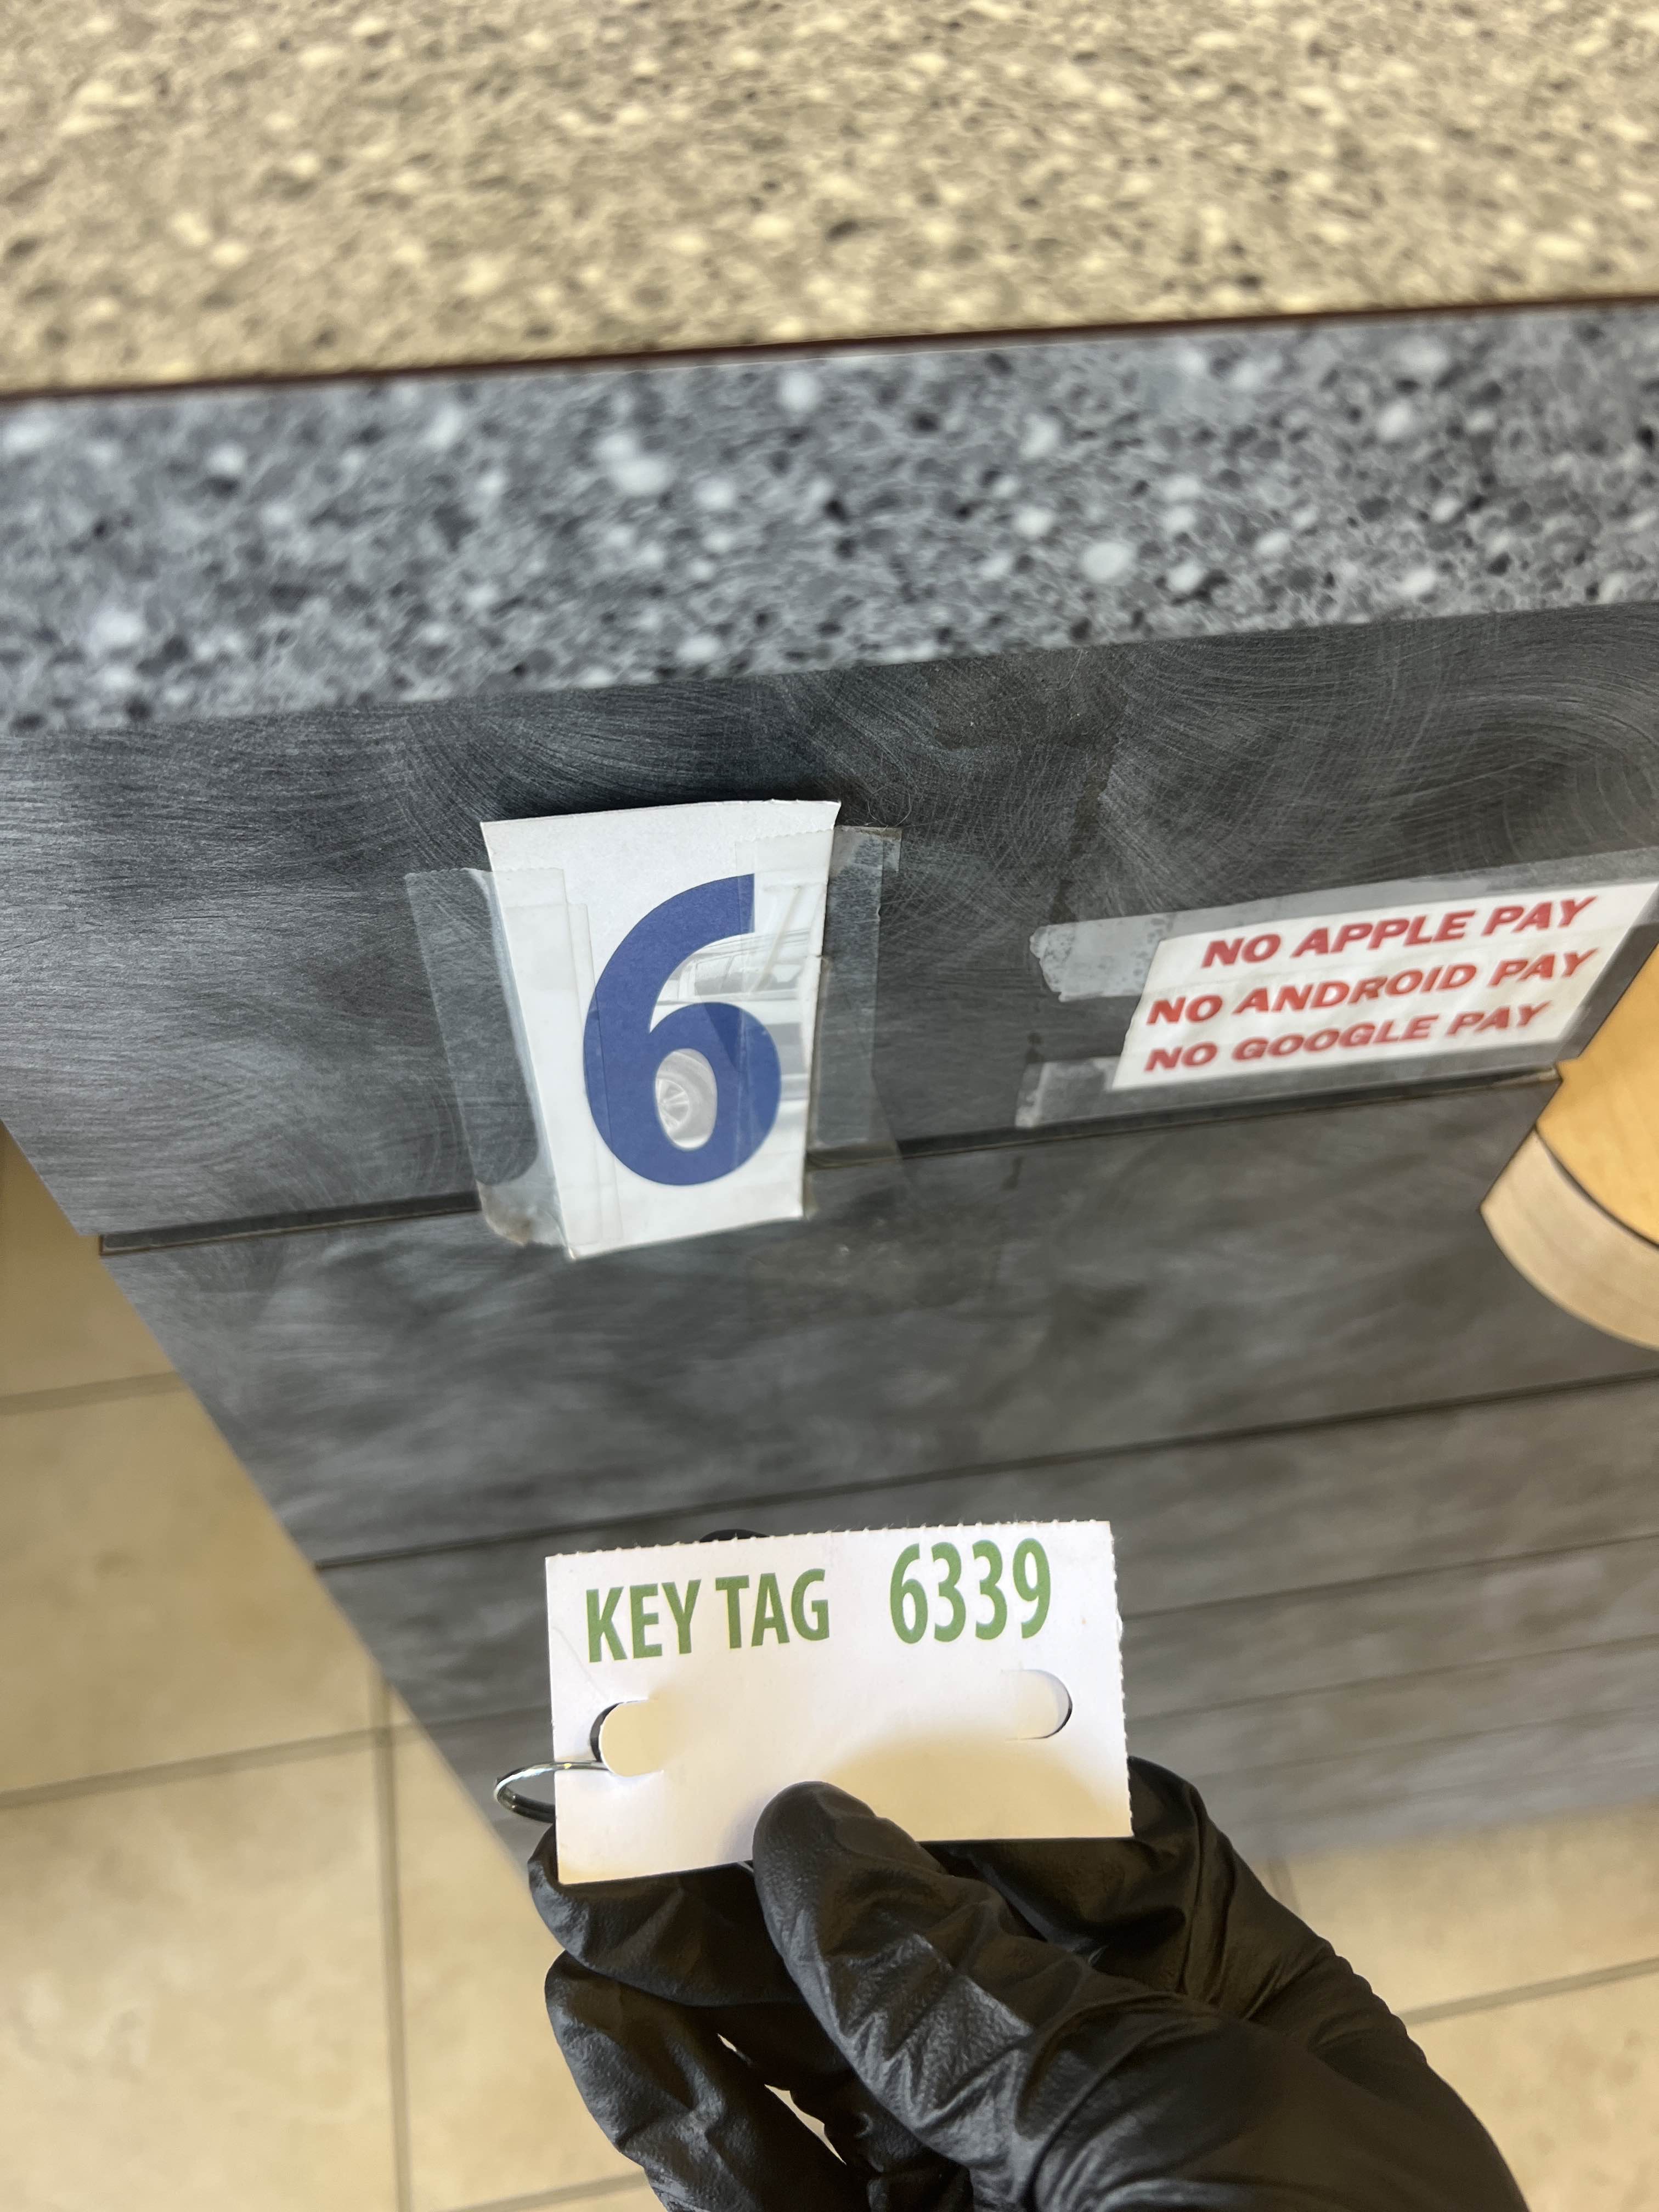 6
NO APPLE PAY
NO ANDROID PAY
NO GOOGLE PAY
KEY TAG 6339